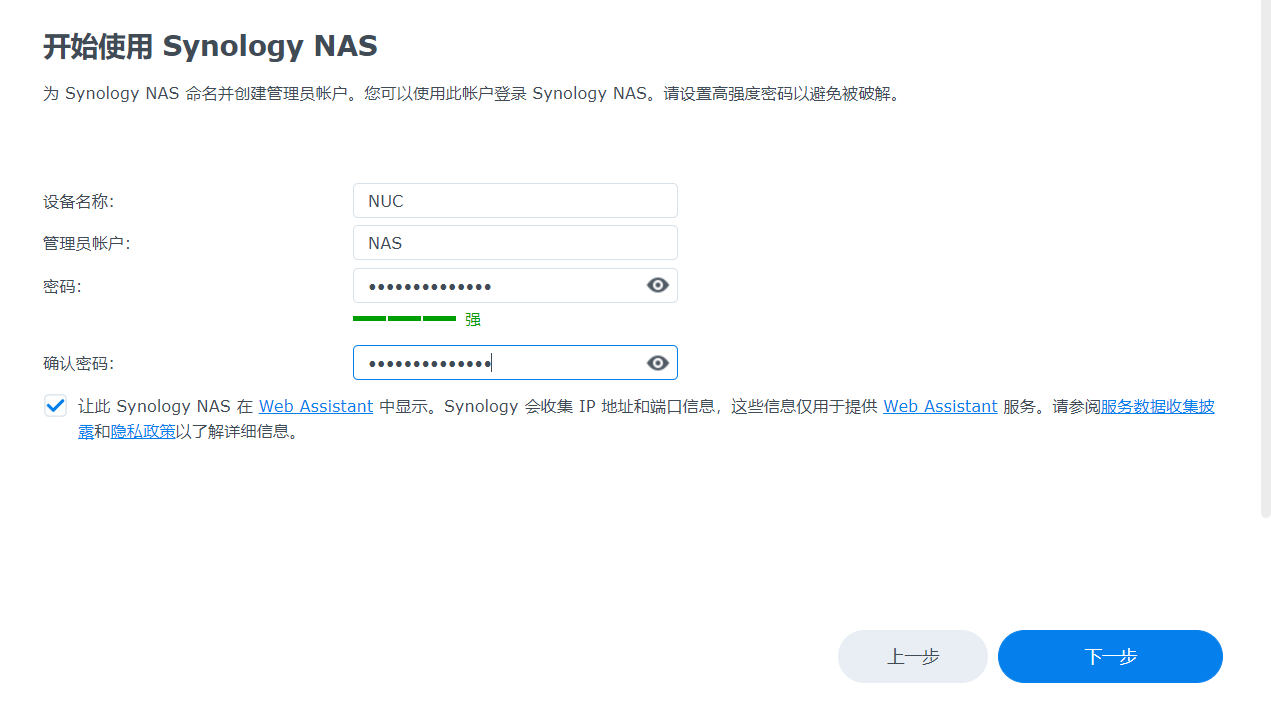 开始使用 Synology NAS
为 Synology NAS 命名并创建管理员帐户。您可以使用此帐户登录 Synology NAS。请设置高强度密码以避免被破解。
设备名称: NUC
管理员帐户: NAS
密码: ••••••••••••••
强
确认密码: ••••••••••••••
让此 Synology NAS 在 Web Assistant 中显示。Synology 会收集 IP 地址和端口信息，这些信息仅用于提供 Web Assistant 服务。请参阅服务数据收集披
露和隐私政策以了解详细信息。
上一步 下一步